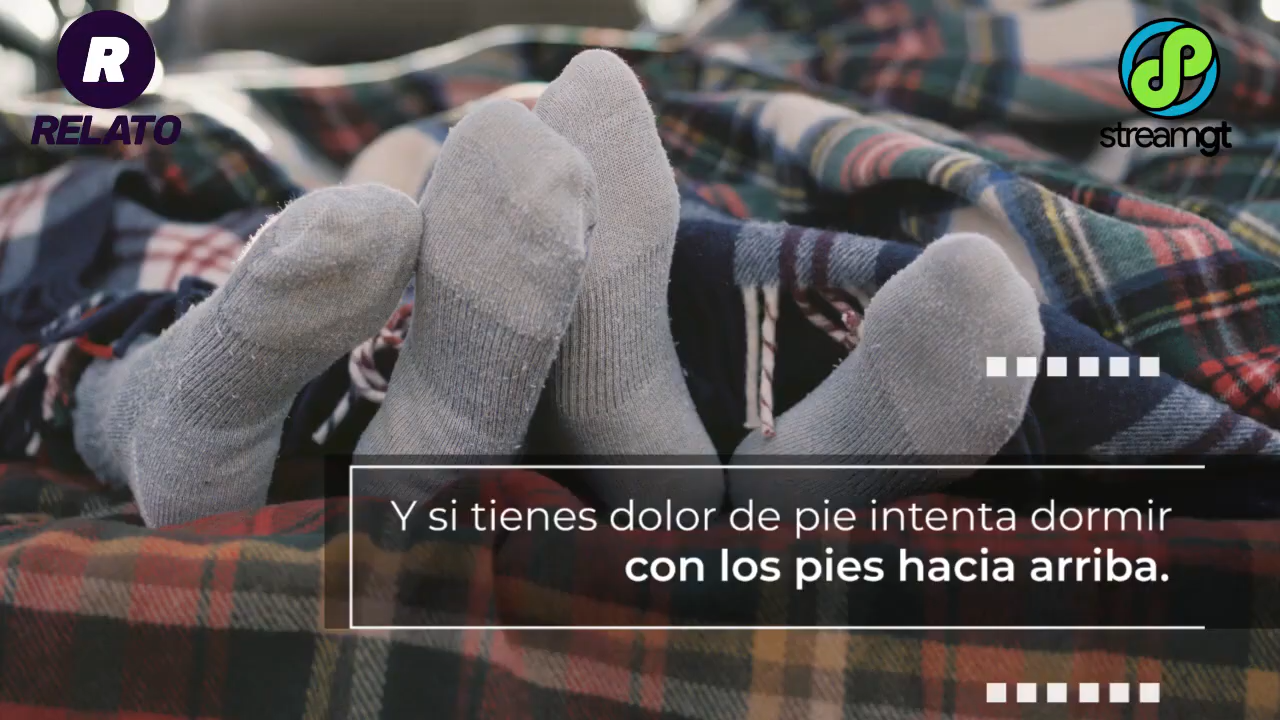 R
RELATO
streamgt
Y si tienes dolor de pie intenta dormir
con los pies hacia arriba.